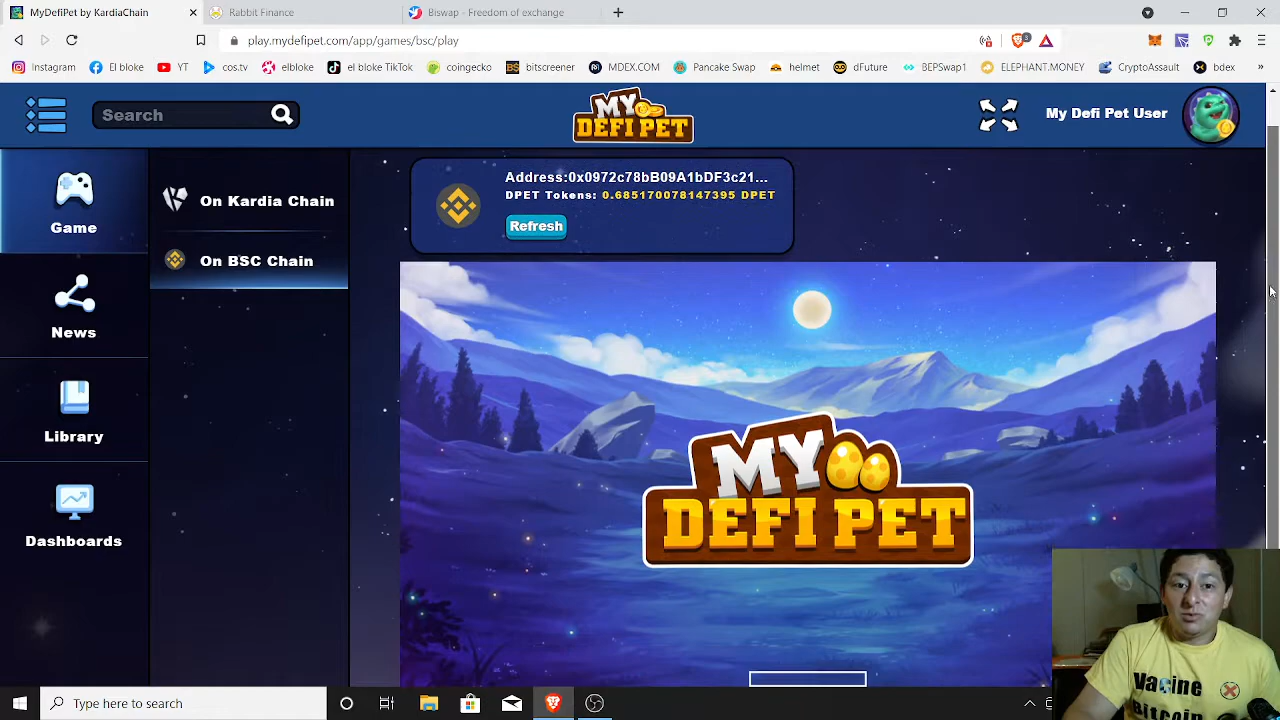 MyDefiPet by KardiaChain
Rabbit Finance
Biswap - Freedom of exchange
play.mydefipet.com/app/games/bsc/play
3
Instagram
El bloke
YT
cos.tv
elbloke
El bloke TikTok
coingecko
bitscreener
MDEX.COM
Pancake Swap
helmet
dFuture
BEPSwap1
ELEPHANT.MONEY
CryptoAssault
bdex
Search
MY
DEFI PET
My Defi Pet User
Game
News
Library
Dashboards
On Kardia Chain
On BSC Chain
Address:0x0972c78bB09A1bDF3c21...
DPET Tokens: 0.685170078147395 DPET
Refresh
MY
DEFI PET
Vacine
Bitcoin
Type here to search